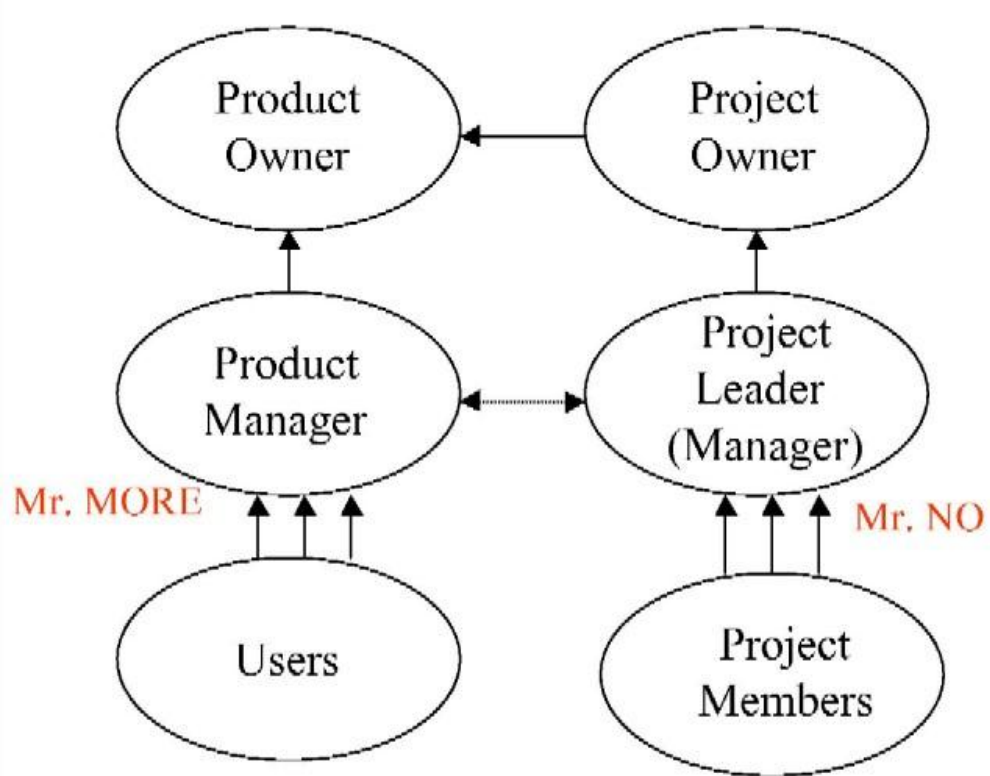 Product
Owner
Project
Owner
Product
Manager
Project
Leader
(Manager)
Mr. MORE
Mr. NO
Users
Project
Members